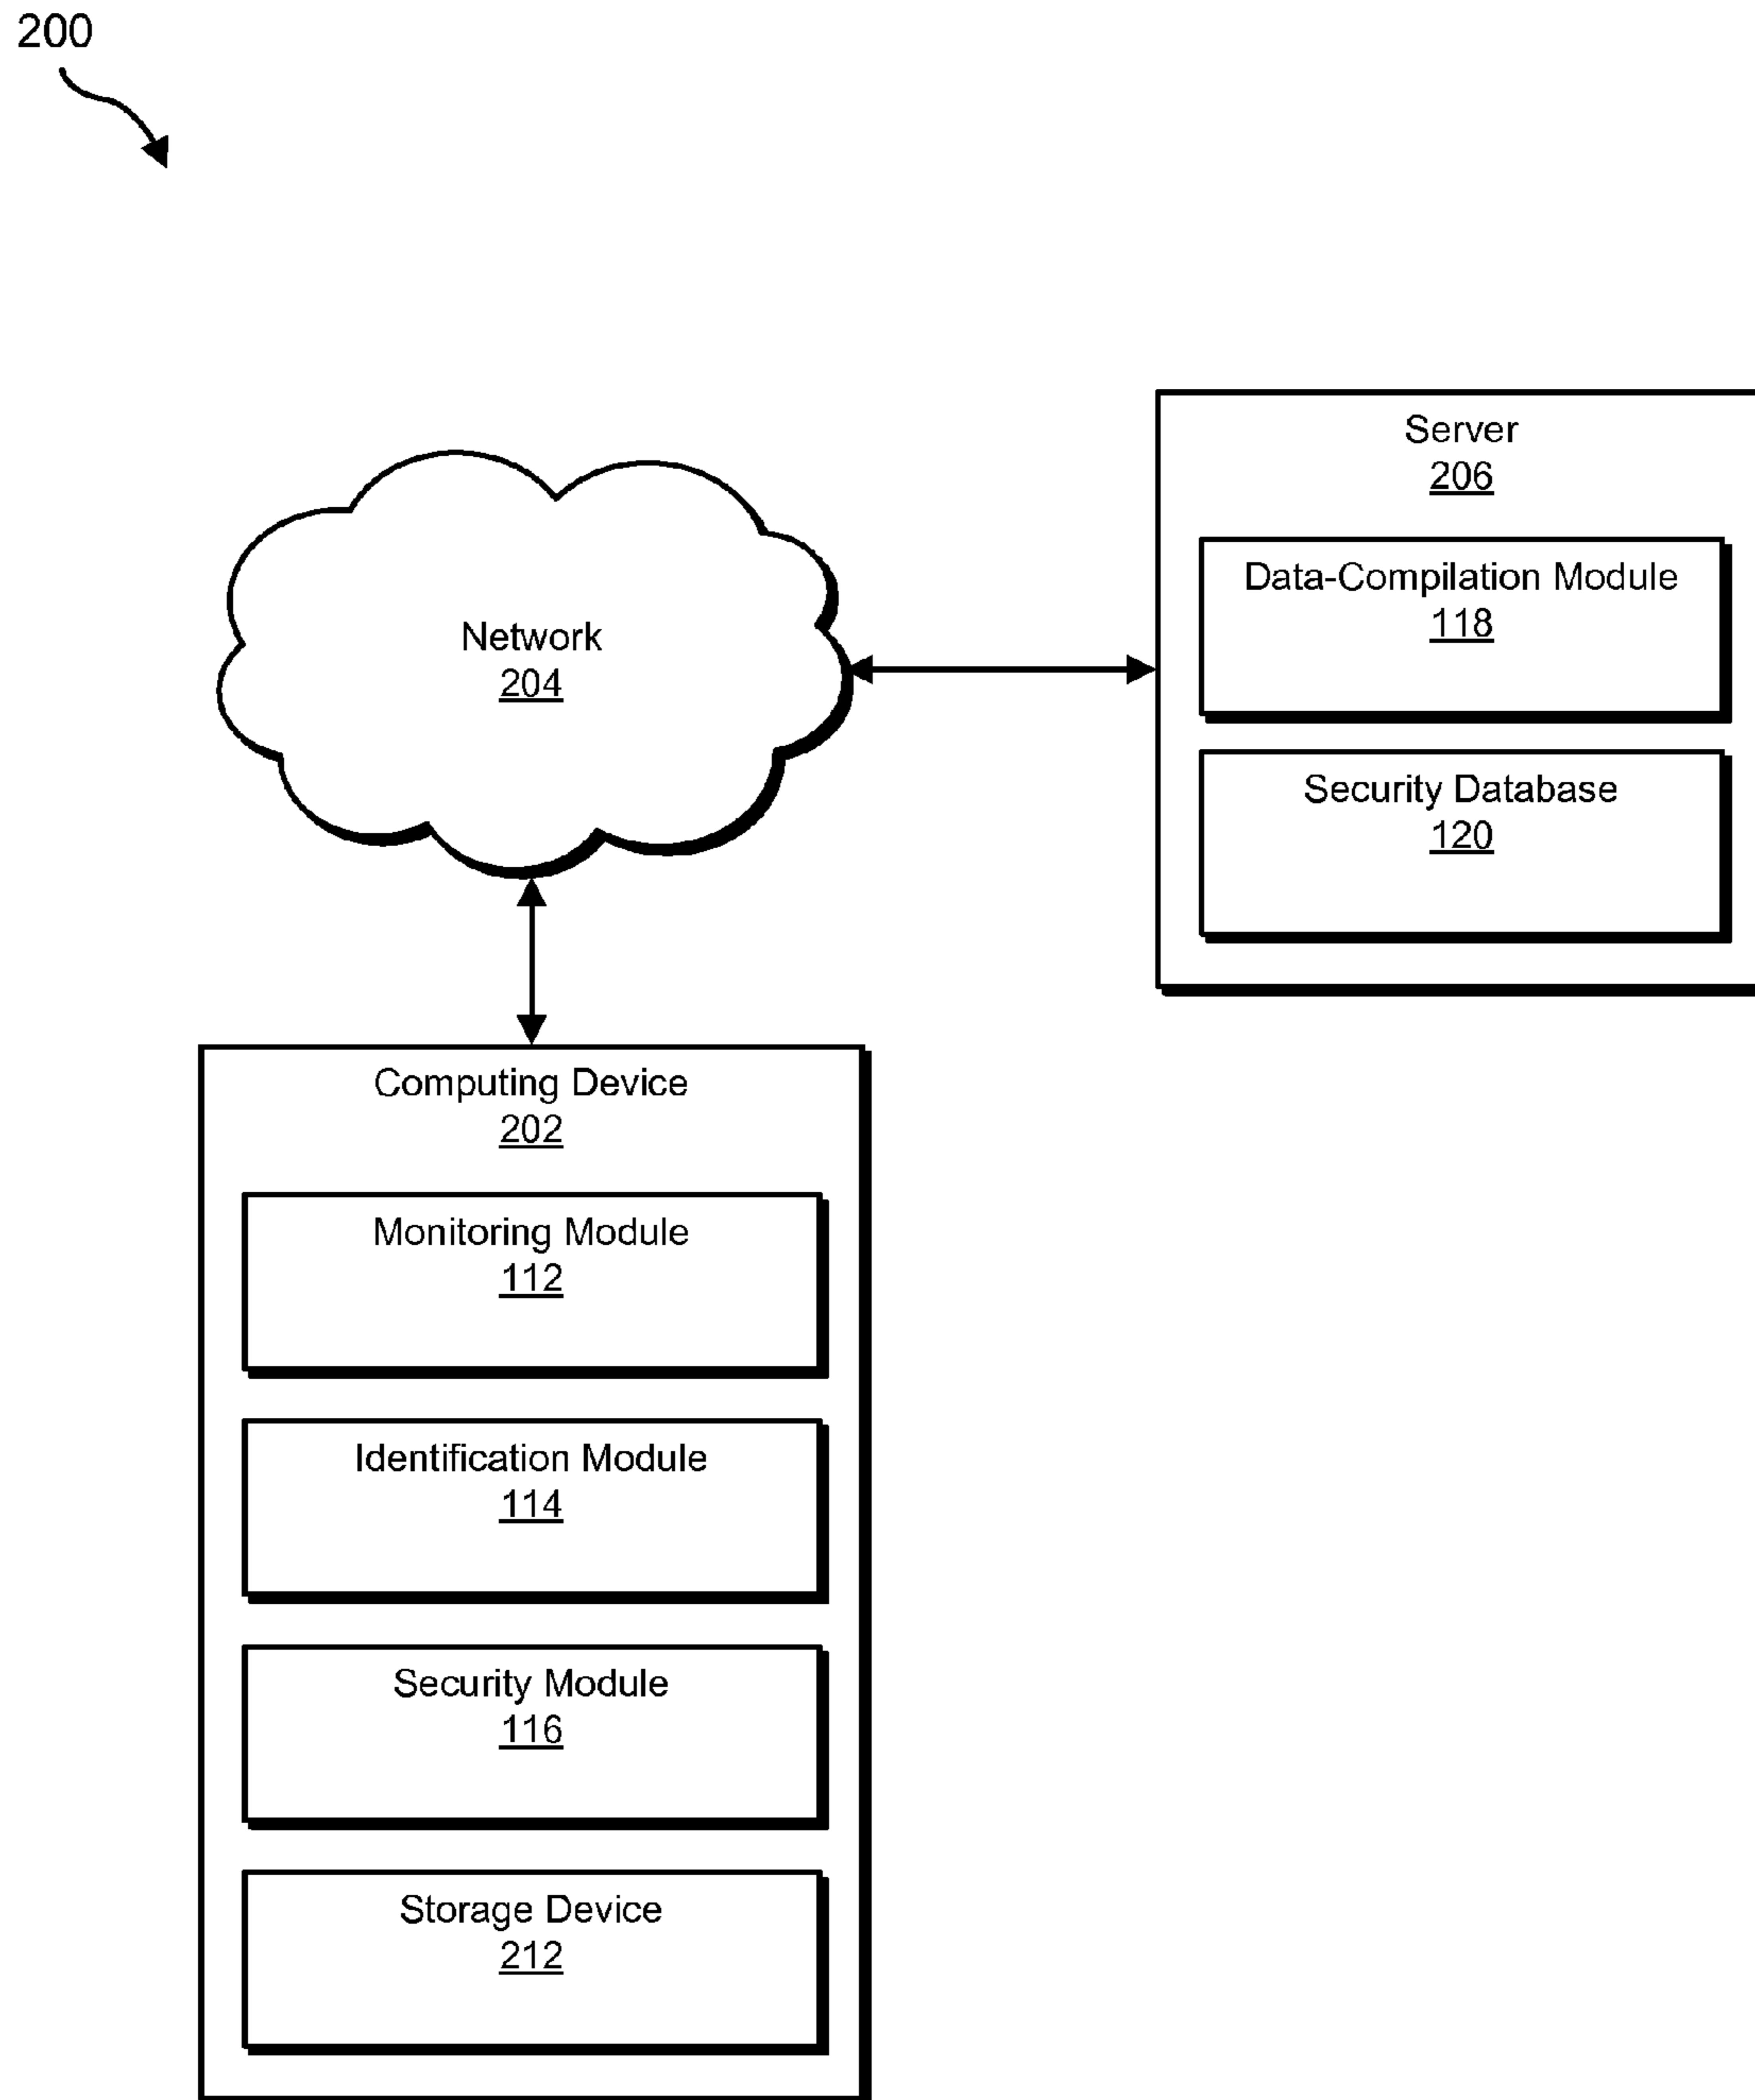 200
Server
206
Data-Compilation Module
118
Security Database
120
Network
204
Computing Device
202
Monitoring Module
112
Identification Module
114
Security Module
116
Storage Device
212